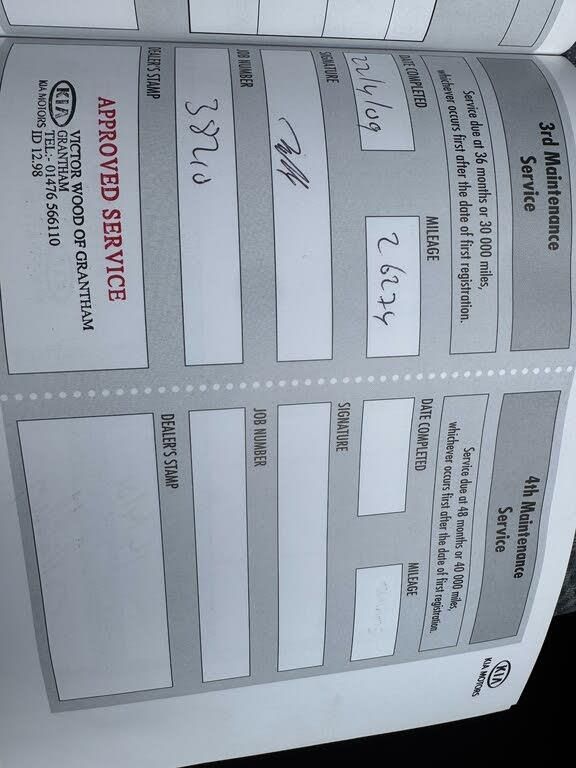 3rd Maintenance
Service
Service due at 36 months or 30 000 miles,
whichever occurs first after the date of first registration.
DATE COMPLETED
MILEAGE
22/4/09
26274
SIGNATURE
JOB NUMBER
38210
DEALER'S STAMP
APPROVED SERVICE
KIA
VICTOR WOOD OF GRANTHAM
GRANTHAM
TEL:- 01476 566110
KIA MOTORS ID 12.98
4th Maintenance
Service
Service due at 48 months or 40 000 miles,
whichever occurs first after the date of first registration.
DATE COMPLETED
MILEAGE
SIGNATURE
JOB NUMBER
DEALER'S STAMP
KIA
KIA MOTORS